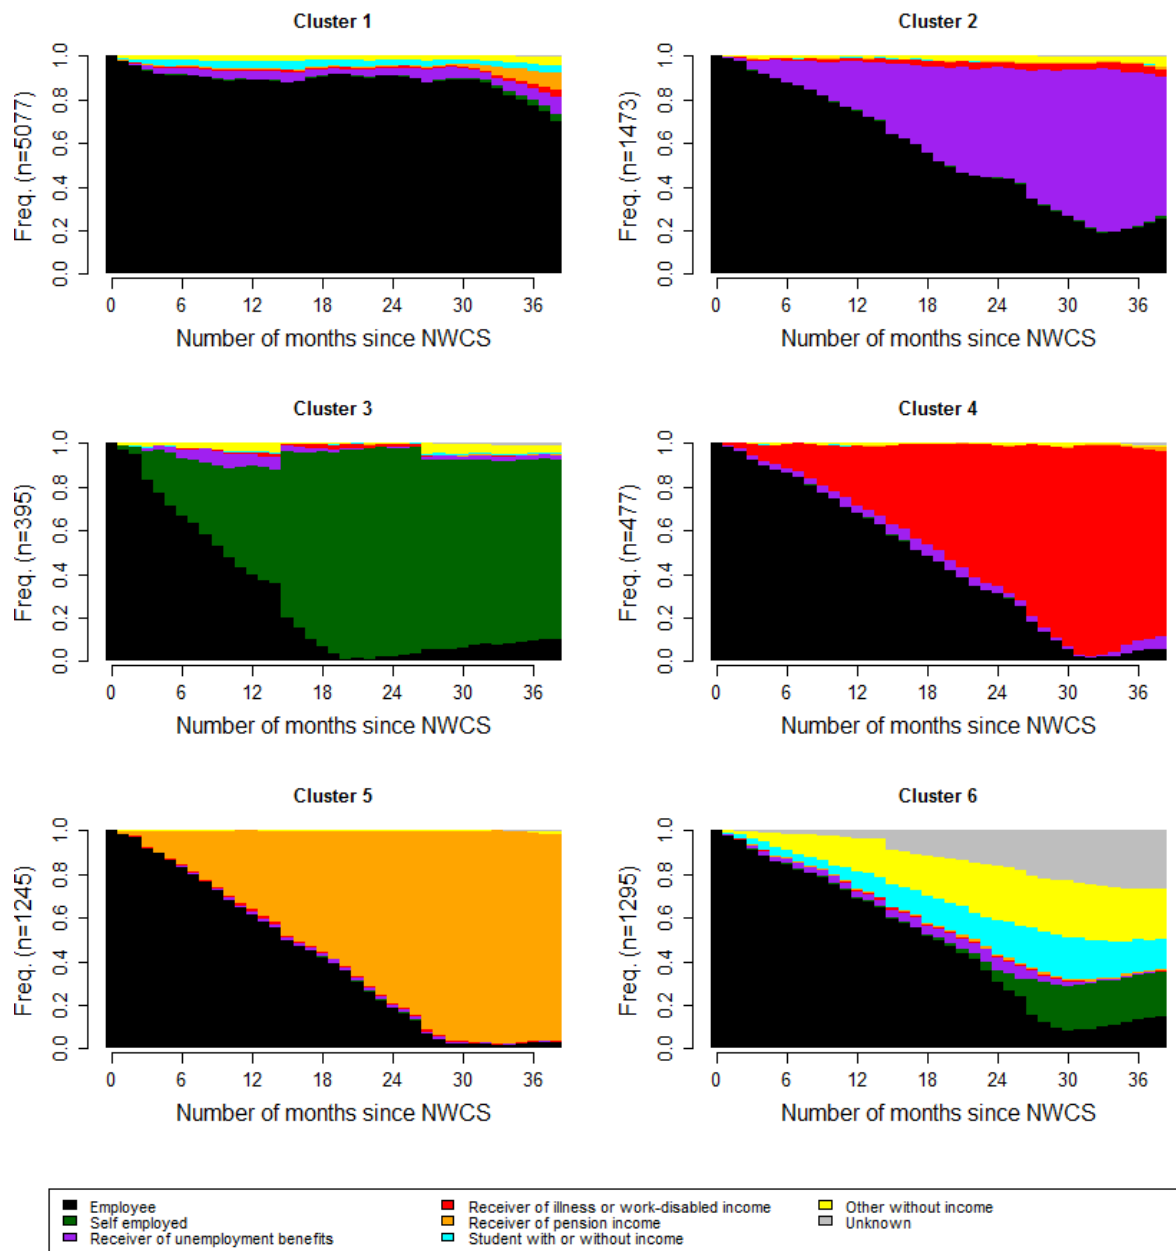 Cluster 1
Freq. (n=5077)
0.0 0.2 0.4 0.6 0.8 1.0
0 6 12 18 24 30 36
Number of months since NWCS
Cluster 2
Freq. (n=1473)
0.0 0.2 0.4 0.6 0.8 1.0
0 6 12 18 24 30 36
Number of months since NWCS
Cluster 3
Freq. (n=395)
0.0 0.2 0.4 0.6 0.8 1.0
0 6 12 18 24 30 36
Number of months since NWCS
Cluster 4
Freq. (n=477)
0.0 0.2 0.4 0.6 0.8 1.0
0 6 12 18 24 30 36
Number of months since NWCS
Cluster 5
Freq. (n=1245)
0.0 0.2 0.4 0.6 0.8 1.0
0 6 12 18 24 30 36
Number of months since NWCS
Cluster 6
Freq. (n=1295)
0.0 0.2 0.4 0.6 0.8 1.0
0 6 12 18 24 30 36
Number of months since NWCS
Employee
Self employed
Receiver of unemployment benefits
Receiver of illness or work-disabled income
Receiver of pension income
Student with or without income
Other without income
Unknown